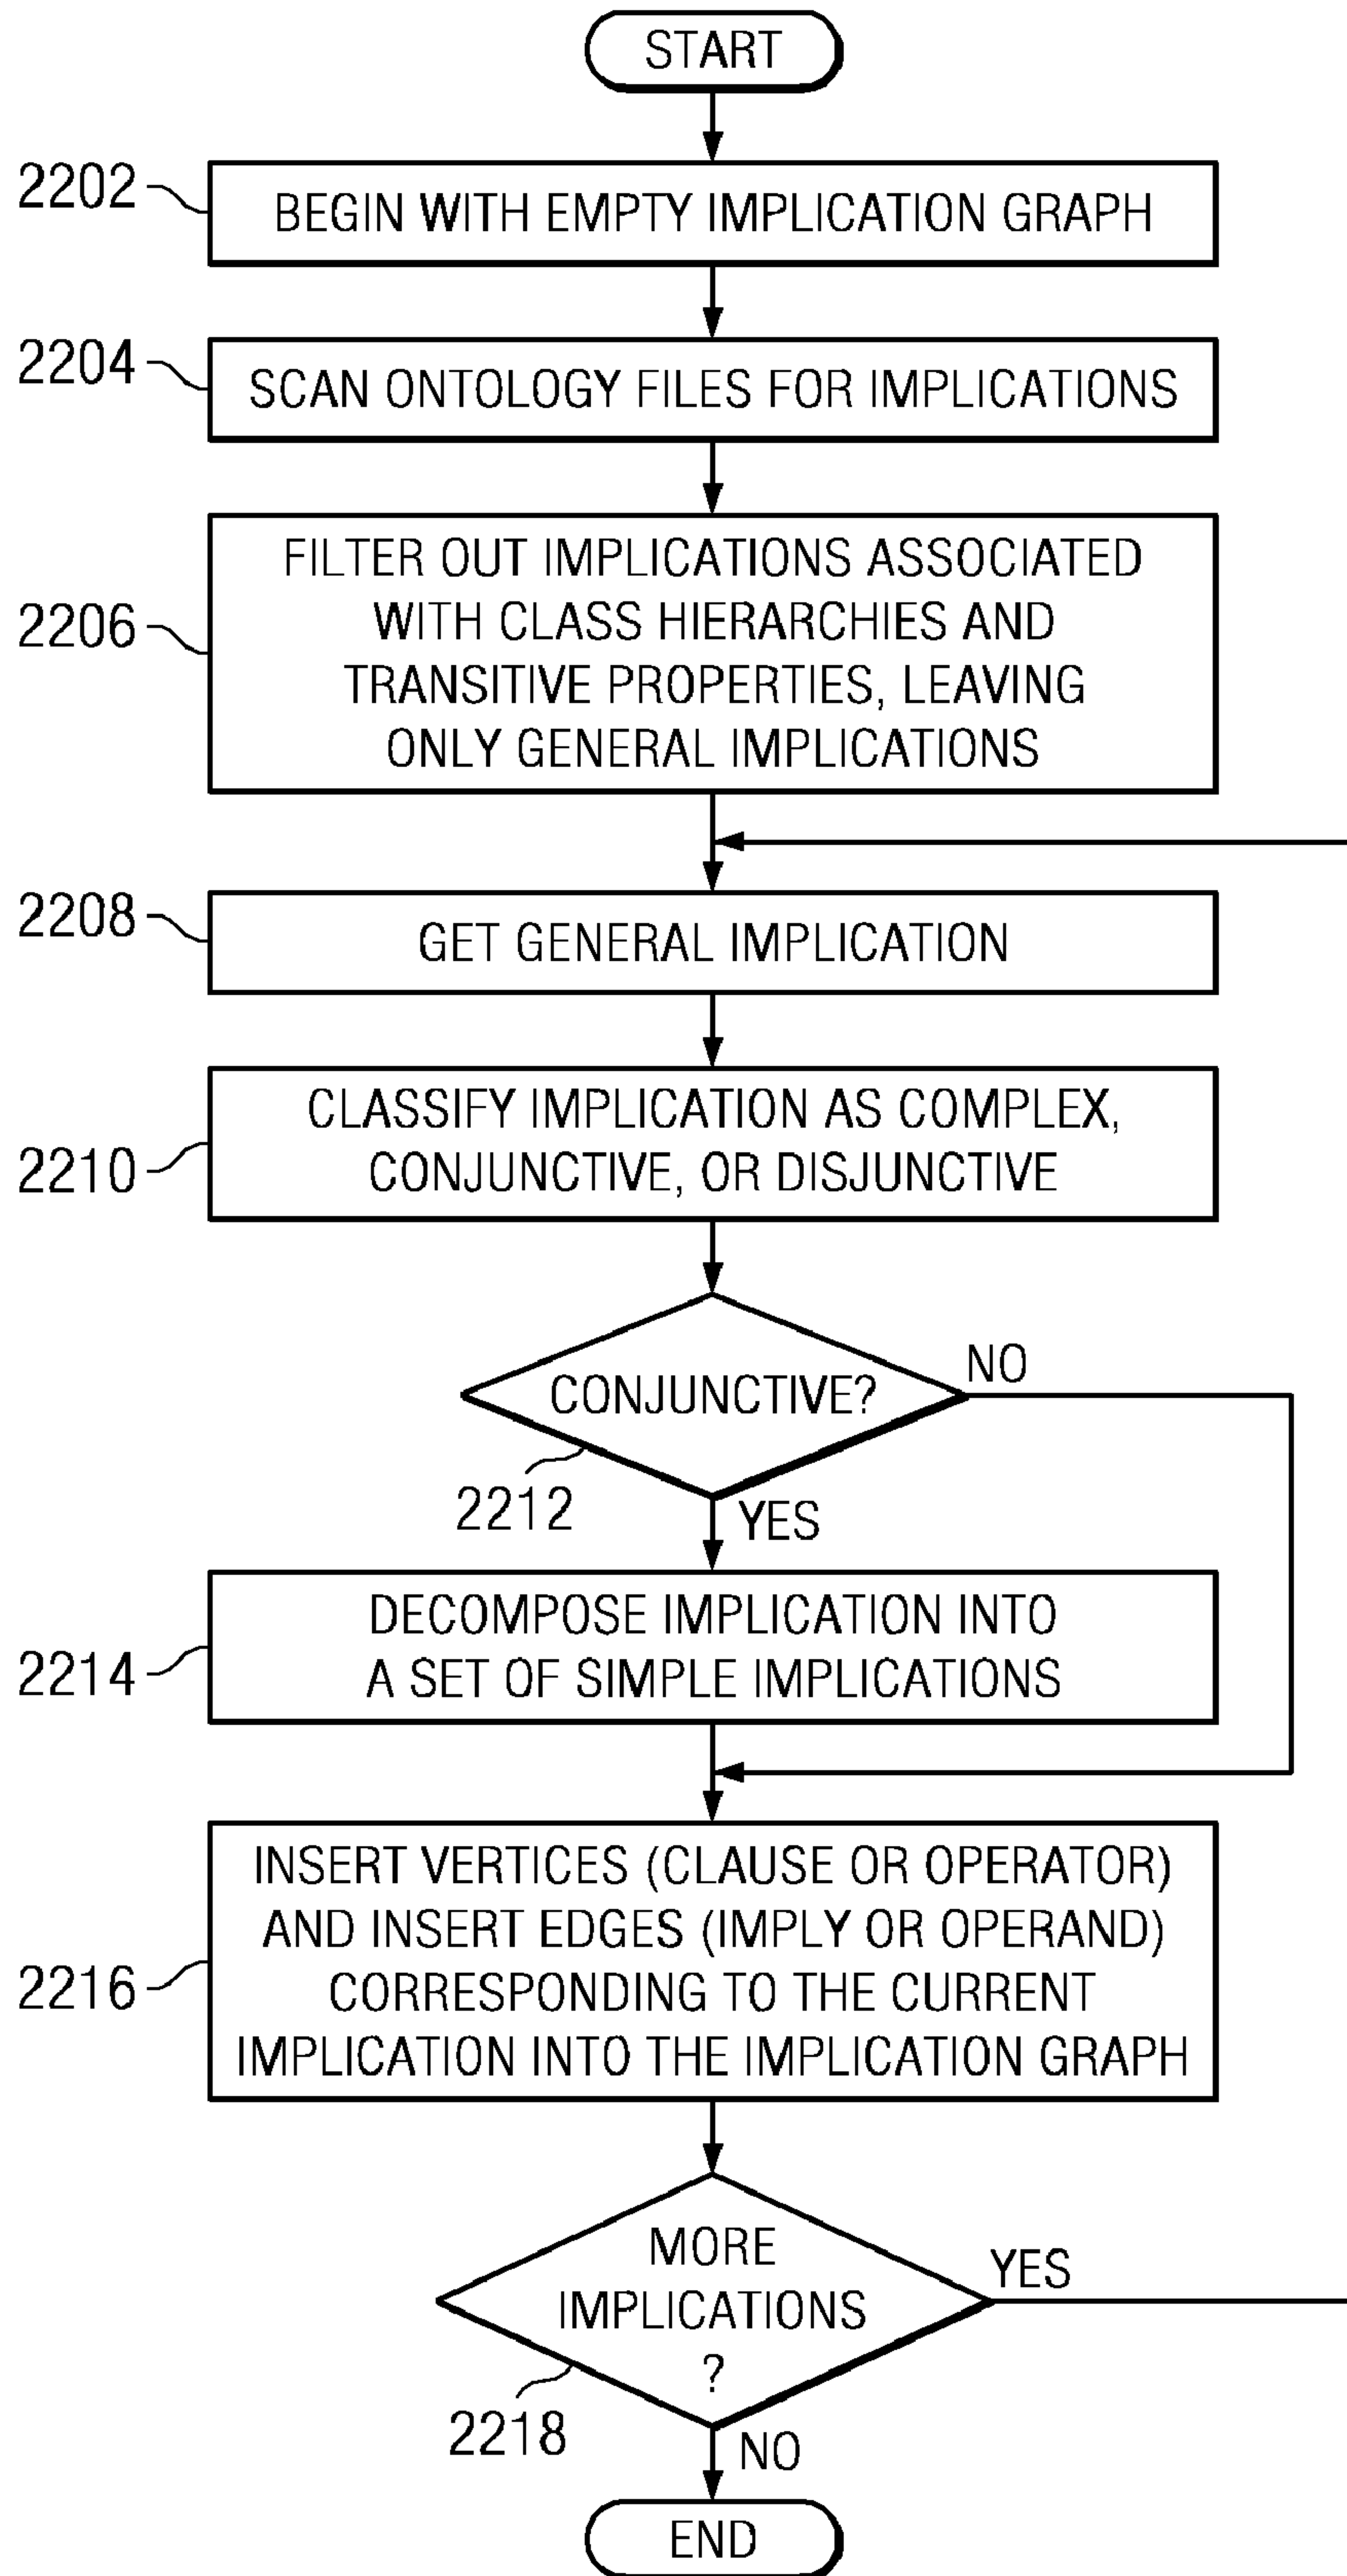 START
2202
BEGIN WITH EMPTY IMPLICATION GRAPH
2204
SCAN ONTOLOGY FILES FOR IMPLICATIONS
2206
FILTER OUT IMPLICATIONS ASSOCIATED
WITH CLASS HIERARCHIES AND
TRANSITIVE PROPERTIES, LEAVING
ONLY GENERAL IMPLICATIONS
2208
GET GENERAL IMPLICATION
2210
CLASSIFY IMPLICATION AS COMPLEX,
CONJUNCTIVE, OR DISJUNCTIVE
CONJUNCTIVE?
NO
2212
YES
2214
DECOMPOSE IMPLICATION INTO
A SET OF SIMPLE IMPLICATIONS
2216
INSERT VERTICES (CLAUSE OR OPERATOR)
AND INSERT EDGES (IMPLY OR OPERAND)
CORRESPONDING TO THE CURRENT
IMPLICATION INTO THE IMPLICATION GRAPH
MORE
IMPLICATIONS
?
YES
2218
NO
END